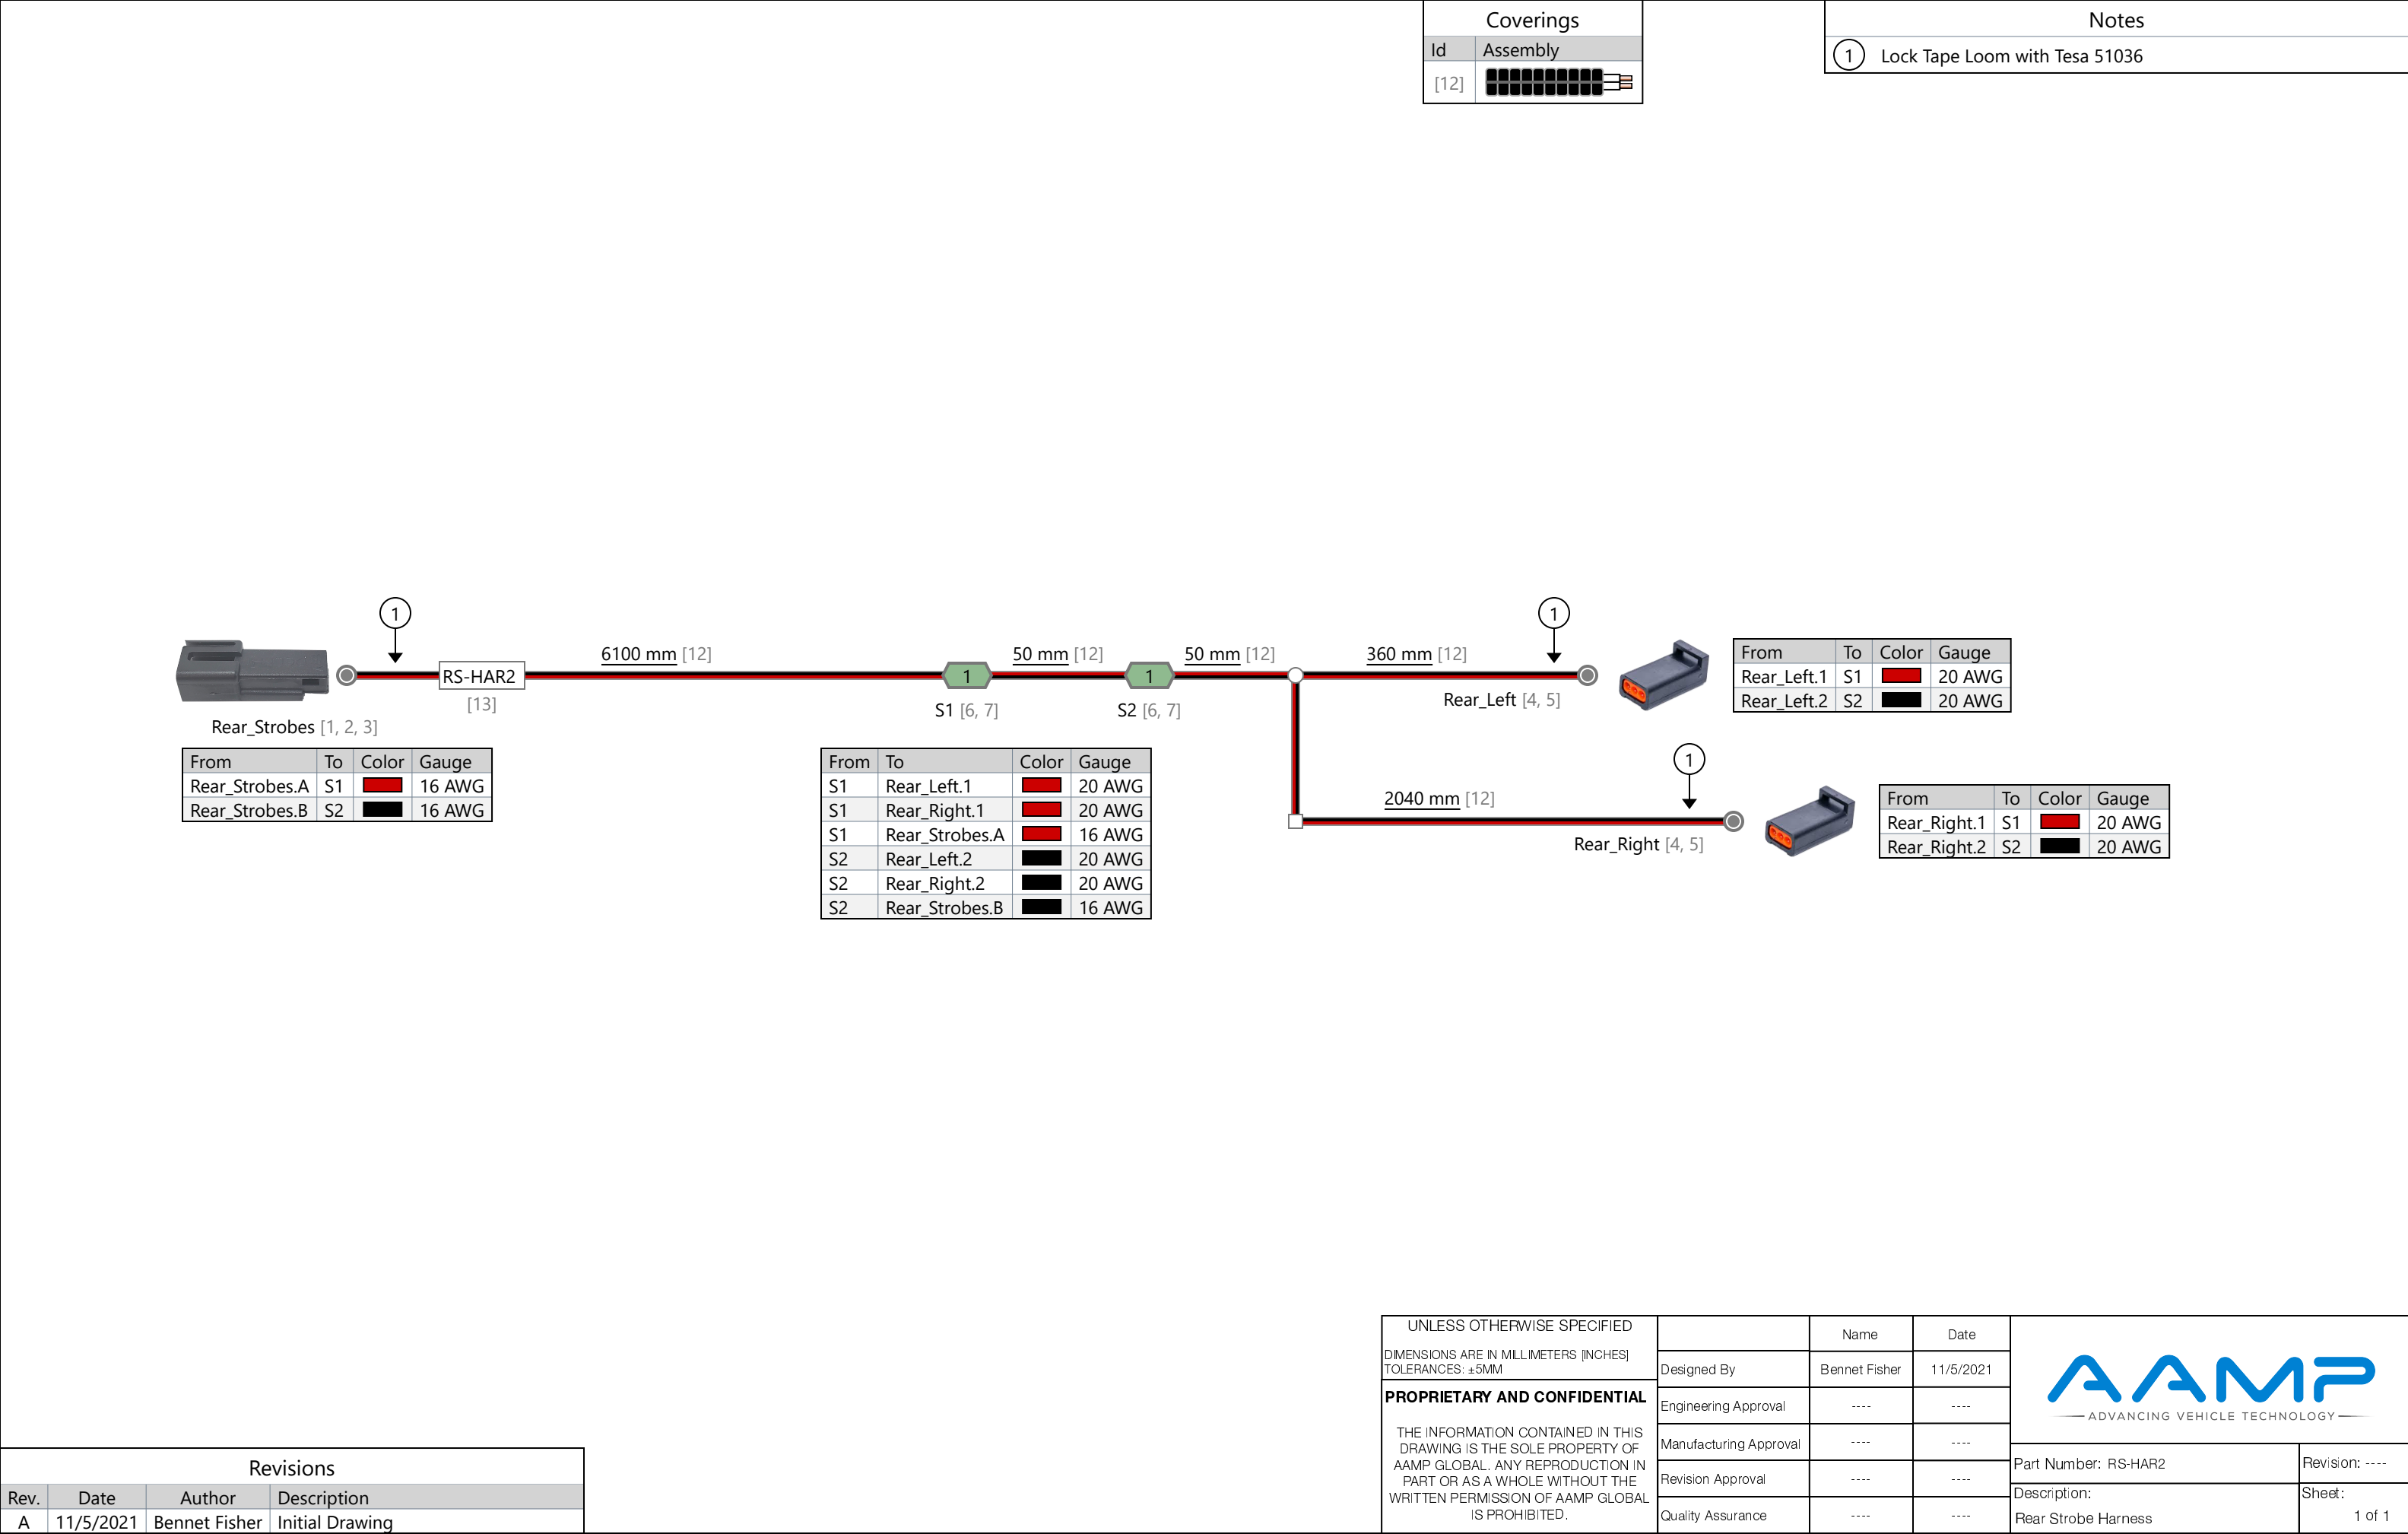 Coverings
Id Assembly
[12]
Notes
1 Lock Tape Loom with Tesa 51036
1
RS-HAR2
[13]
6100 mm [12]
1
S1 [6, 7]
50 mm [12]
1
S2 [6, 7]
50 mm [12]
360 mm [12]
1
Rear_Left [4, 5]
Rear_Strobes [1, 2, 3]
From To Color Gauge
Rear_Left.1 S1 20 AWG
Rear_Left.2 S2 20 AWG
From To Color Gauge
Rear_Strobes.A S1 16 AWG
Rear_Strobes.B S2 16 AWG
From To Color Gauge
S1 Rear_Left.1 20 AWG
S1 Rear_Right.1 20 AWG
S1 Rear_Strobes.A 16 AWG
S2 Rear_Left.2 20 AWG
S2 Rear_Right.2 20 AWG
S2 Rear_Strobes.B 16 AWG
2040 mm [12]
1
Rear_Right [4, 5]
From To Color Gauge
Rear_Right.1 S1 20 AWG
Rear_Right.2 S2 20 AWG
UNLESS OTHERWISE SPECIFIED
DIMENSIONS ARE IN MILLIMETERS [INCHES]
TOLERANCES: ±5MM
PROPRIETARY AND CONFIDENTIAL
THE INFORMATION CONTAINED IN THIS
DRAWING IS THE SOLE PROPERTY OF
AAMP GLOBAL. ANY REPRODUCTION IN
PART OR AS A WHOLE WITHOUT THE
WRITTEN PERMISSION OF AAMP GLOBAL
IS PROHIBITED.
Name Date
Designed By Bennet Fisher 11/5/2021
Engineering Approval ---- ----
Manufacturing Approval ---- ----
Revision Approval ---- ----
Quality Assurance ---- ----
AAMP
ADVANCING VEHICLE TECHNOLOGY
Part Number: RS-HAR2
Revision: ----
Description:
Rear Strobe Harness
Sheet:
1 of 1
Revisions
Rev. Date Author Description
A 11/5/2021 Bennet Fisher Initial Drawing